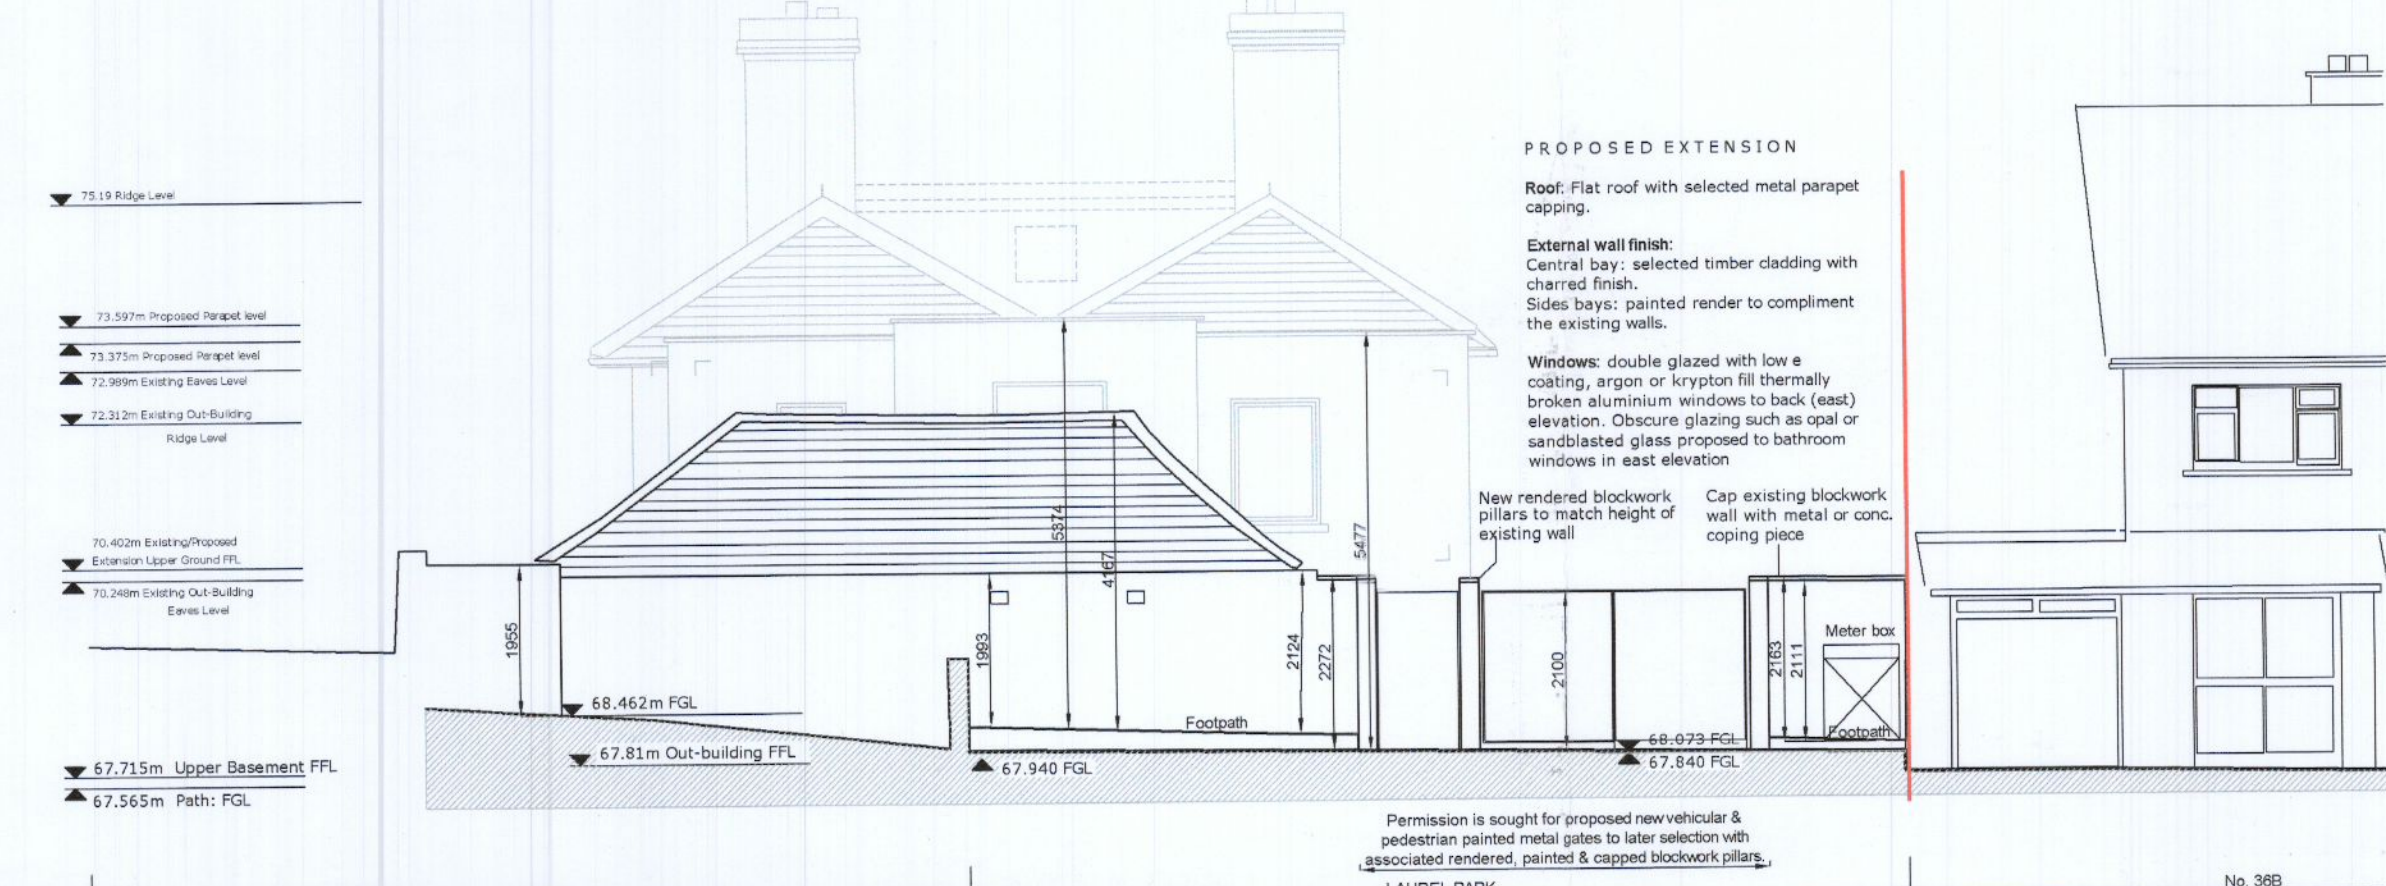 75.19 Ridge Level
73.597m Proposed Parapet level
73.375m Proposed Parapet level
72.989m Existing Eaves Level
72.312m Existing Out-Building
Ridge Level
70.402m Existing/Proposed
Extension Upper Ground FFL
70.248m Existing Out-Building
Eaves Level
67.715m Upper Basement FFL
67.565m Path: FGL
PROPOSED EXTENSION
Roof: Flat roof with selected metal parapet
capping.
External wall finish:
Central bay: selected timber cladding with
charred finish.
Sides bays: painted render to compliment
the existing walls.
Windows: double glazed with low e
coating, argon or krypton fill thermally
broken aluminium windows to back (east)
elevation. Obscure glazing such as opal or
sandblasted glass proposed to bathroom
windows in east elevation
New rendered blockwork
pillars to match height of
existing wall
Cap existing blockwork
wall with metal or conc.
coping piece
1955
1993
5374
4167
2124
2272
5477
2100
2163
2111
Meter box
Footpath
Footpath
68.462m FGL
67.81m Out-building FFL
67.940 FGL
68.073 FGL
67.840 FGL
Permission is sought for proposed new vehicular &
pedestrian painted metal gates to later selection with
associated rendered, painted & capped blockwork pillars.
LAUREL PARK
No. 36B